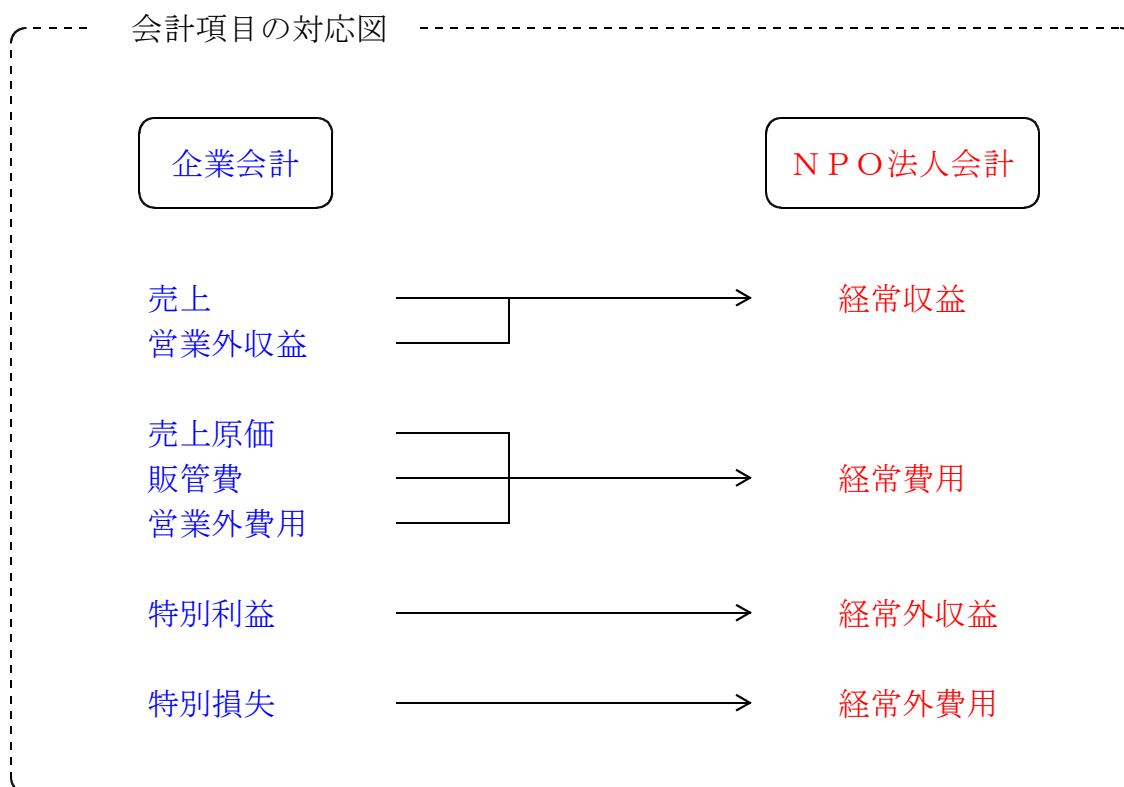 会計項目の対応図
企業会計
ＮＰＯ法人会計
売上
経常収益
営業外収益
売上原価
販管費
経常費用
営業外費用
特別利益
経常外収益
特別損失
経常外費用